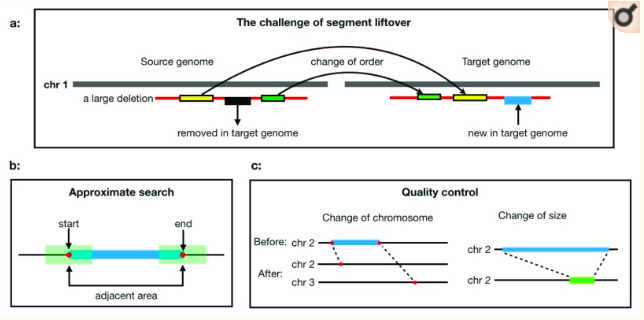 a:
The challenge of segment liftover
Source genome
change of order
Target genome
chr 1
a large deletion
removed in target genome
new in target genome
b:
Approximate search
start
end
adjacent area
c:
Quality control
Change of chromosome
Change of size
Before: chr 2
After:
chr 2
chr 3
chr 2
chr 2